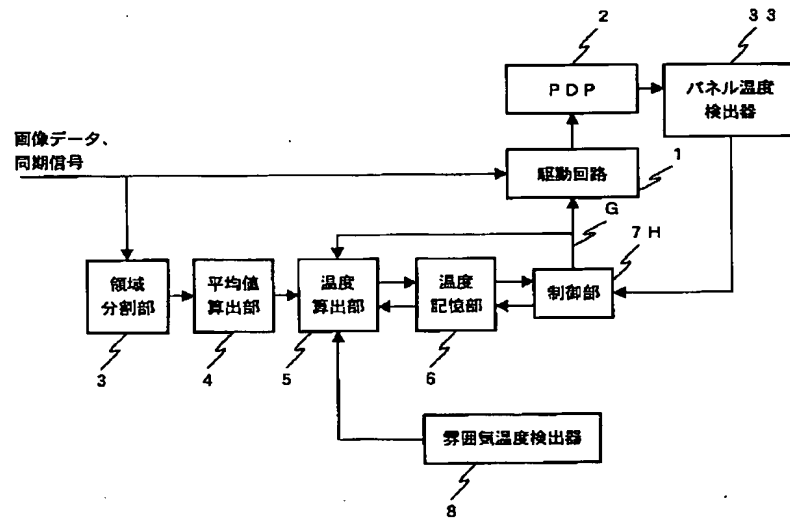 2
33
PDP
パネル温度
検出器
画像データ、
同期信号
駆動回路
1
G
7H
領域
分割部
平均値
算出部
温度
算出部
温度
記憶部
制御部
3
4
5
6
雰囲気温度検出器
8